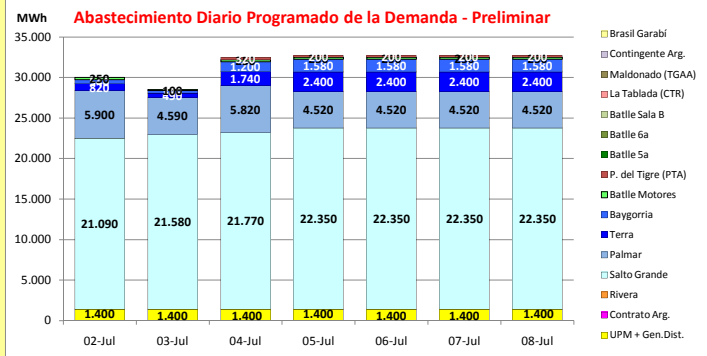 MWh
Abastecimiento Diario Programado de la Demanda - Preliminar
35.000
30.000
25.000
20.000
15.000
10.000
5.000
0
250
820
5.900
21.090
1.400
100
490
4.590
21.580
1.400
320
1.200
1.740
5.820
21.770
1.400
200
1.580
2.400
4.520
22.350
1.400
200
1.580
2.400
4.520
22.350
1.400
200
1.580
2.400
4.520
22.350
1.400
200
1.580
2.400
4.520
22.350
1.400
02-Jul
03-Jul
04-Jul
05-Jul
06-Jul
07-Jul
08-Jul
Brasil Garabí
Contingente Arg.
Maldonado (TGAA)
La Tablada (CTR)
Batlle Sala B
Batlle 6a
Batlle 5a
P. del Tigre (PTA)
Batlle Motores
Baygorria
Terra
Palmar
Salto Grande
Rivera
Contrato Arg.
UPM + Gen.Dist.